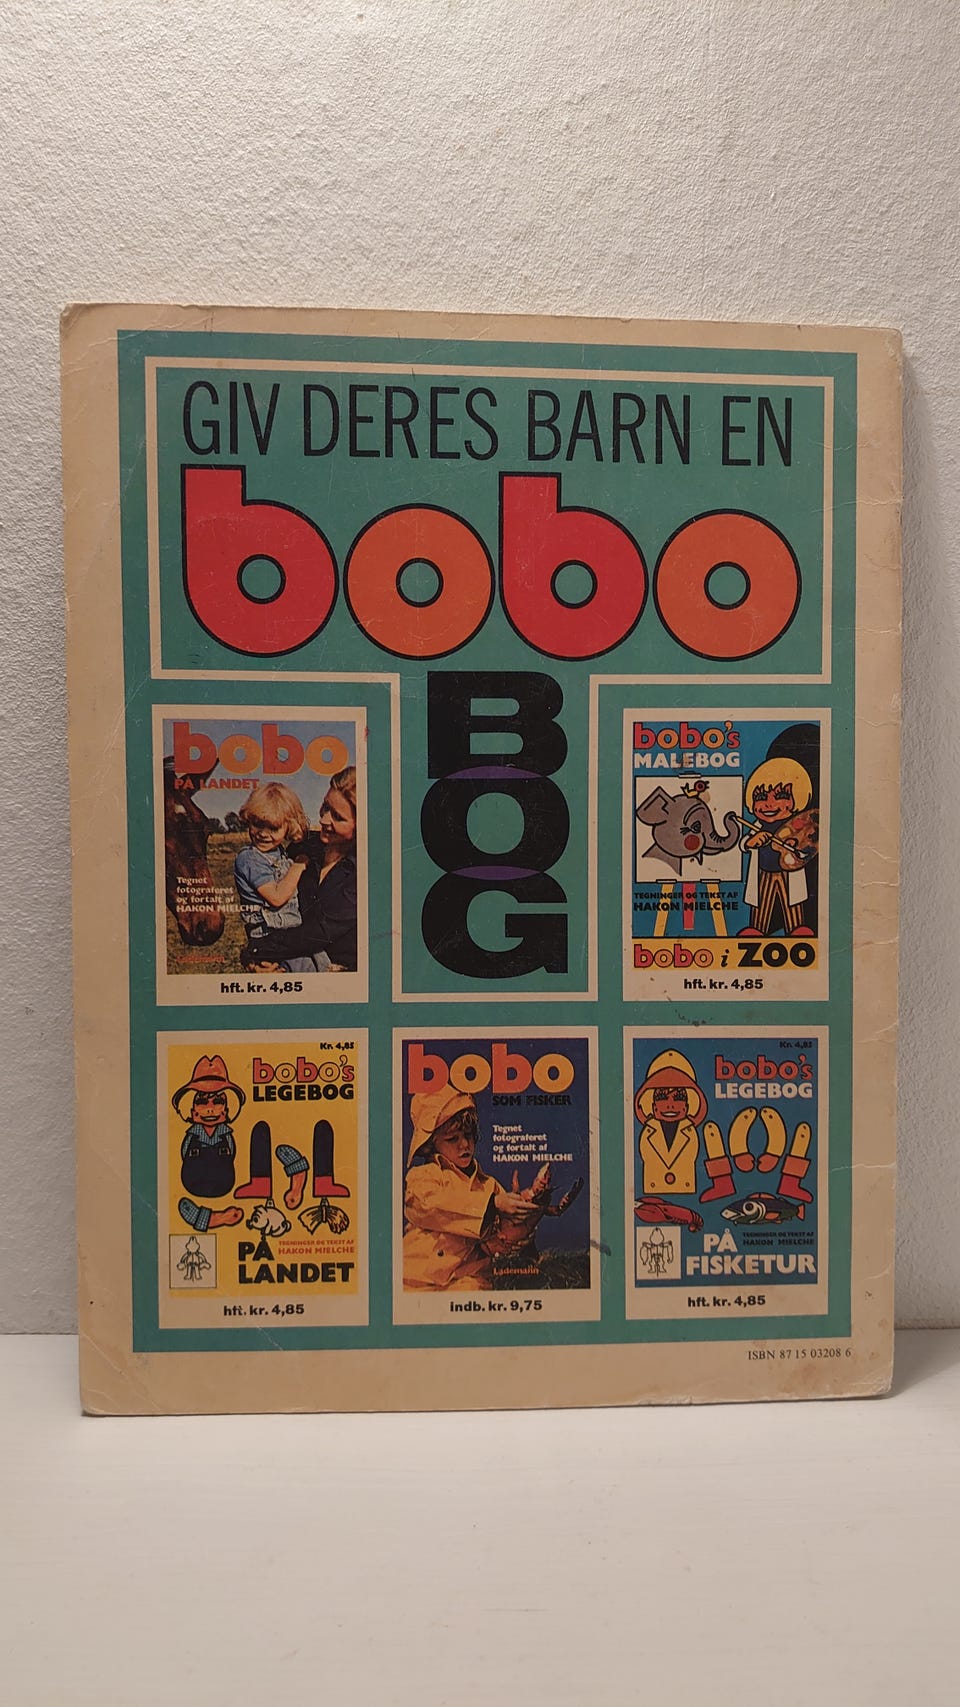 GIV DERES BARN EN
bobo
BOG
bobo
PÅ LANDET
Tegnet
fotograferet
og fortalt af
HAKON MIELCHE
Lademann
hft. kr. 4,85
bobo's
MALEBOG
TEGNINGER OG TEKST AF
HAKON MIELCHE
bobo i ZOO
hft. kr. 4,85
Kr. 4,85
bobo's
LEGEBOG
PÅ
TEGNINGER OG TEKST AF
HAKON MIELCHE
LANDET
hft. kr. 4,85
bobo
SOM FISKER
Tegnet
fotograferet
og fortalt af
HAKON MIELCHE
Lademann
indb. kr. 9,75
Kr. 4,85
bobo's
LEGEBOG
PÅ
TEGNINGER OG TEKST AF
HAKON MIELCHE
FISKETUR
hft. kr. 4,85
ISBN 87 15 03208 6